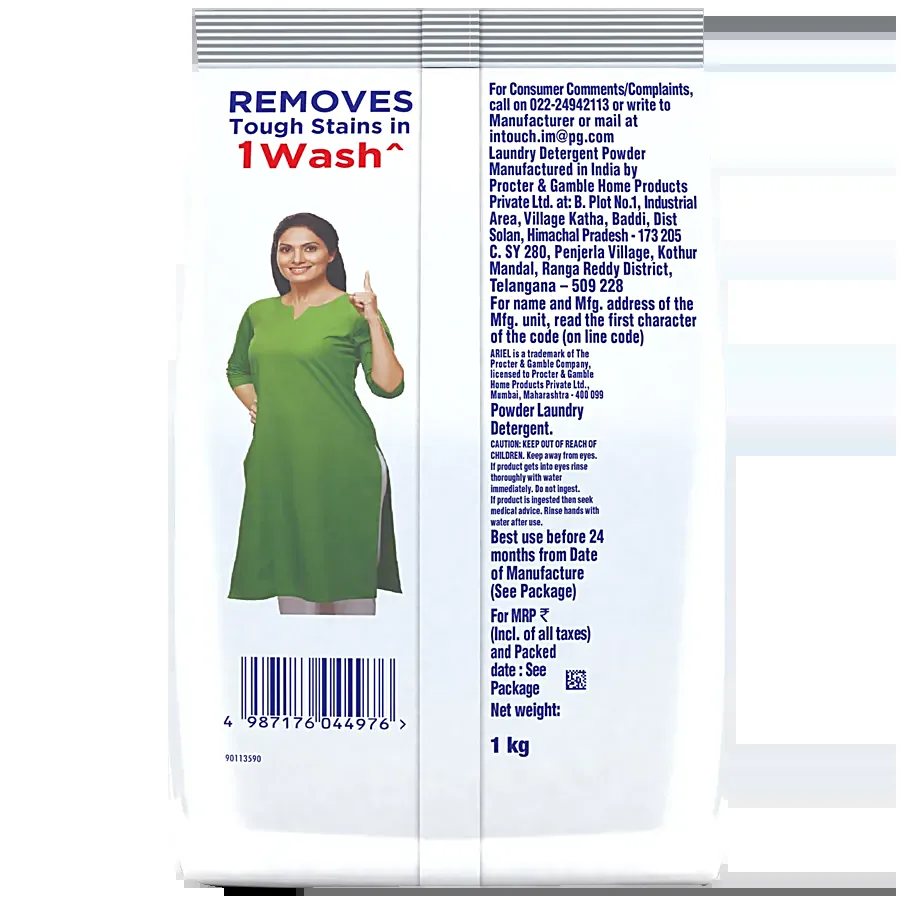 REMOVES
Tough Stains in
1 Wash^
4 987176 044976 >
90113590
For Consumer Comments/Complaints,
call on 022-24942113 or write to
Manufacturer or mail at
intouch.im@pg.com
Laundry Detergent Powder
Manufactured in India by
Procter & Gamble Home Products
Private Ltd. at: B. Plot No.1, Industrial
Area, Village Katha, Baddi, Dist
Solan, Himachal Pradesh - 173 205
C. SY 280, Penjerla Village, Kothur
Mandal, Ranga Reddy District,
Telangana – 509 228
For name and Mfg. address of the
Mfg. unit, read the first character
of the code (on line code)
ARIEL is a trademark of The
Procter & Gamble Company,
licensed to Procter & Gamble
Home Products Private Ltd.,
Mumbai, Maharashtra - 400 099
Powder Laundry
Detergent.
CAUTION: KEEP OUT OF REACH OF
CHILDREN. Keep away from eyes.
If product gets into eyes rinse
thoroughly with water
immediately. Do not ingest.
If product is ingested then seek
medical advice. Rinse hands with
water after use.
Best use before 24
months from Date
of Manufacture
(See Package)
For MRP ₹
(Incl. of all taxes)
and Packed
date : See
Package
Net weight:
1 kg